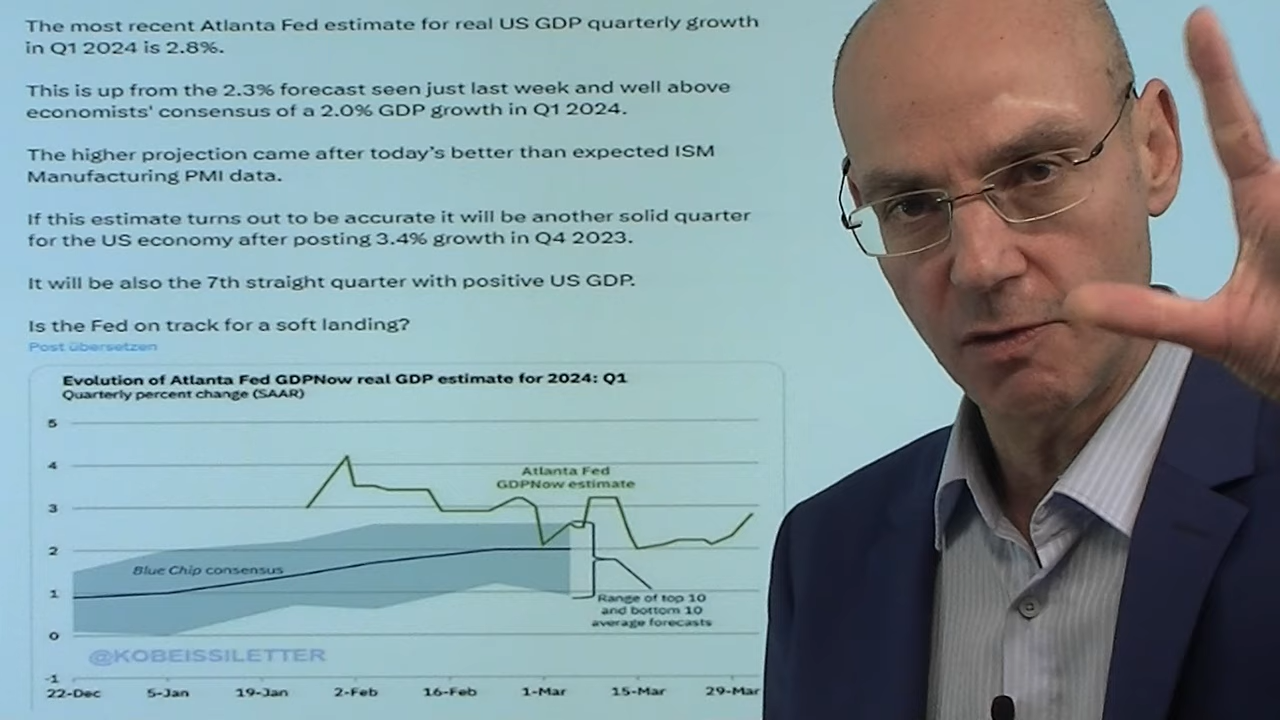 The most recent Atlanta Fed estimate for real US GDP quarterly growth
in Q1 2024 is 2.8%.
This is up from the 2.3% forecast seen just last week and well above
economists' consensus of a 2.0% GDP growth in Q1 2024.
The higher projection came after today's better than expected ISM
Manufacturing PMI data.
If this estimate turns out to be accurate it will be another solid quarter
for the US economy after posting 3.4% growth in Q4 2023.
It will be also the 7th straight quarter with positive US GDP.
Is the Fed on track for a soft landing?
Post übersetzen
Evolution of Atlanta Fed GDPNow real GDP estimate for 2024: Q1
Quarterly percent change (SAAR)
5
4
Atlanta Fed
GDPNow estimate
3
2
Blue Chip consensus
1
Range of top 10
and bottom 10
average forecasts
0
@KOBEISSILETTER
-1
22-Dec 5-Jan 19-Jan 2-Feb 16-Feb 1-Mar 15-Mar 29-Mar